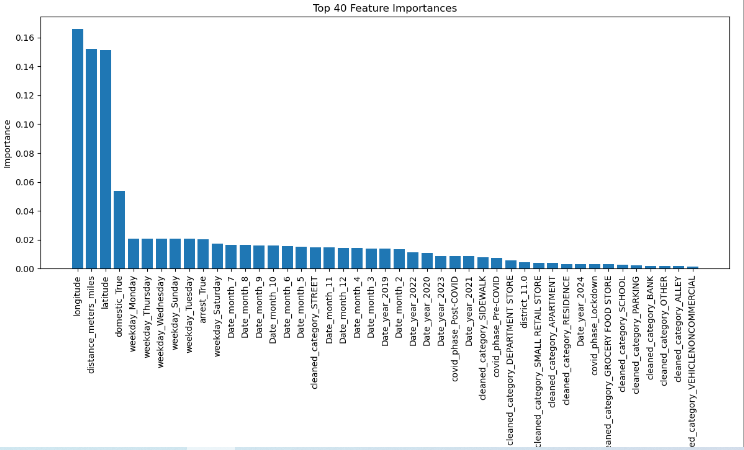 Top 40 Feature Importances
Importance
0.16
0.14
0.12
0.10
0.08
0.06
0.04
0.02
0.00
longitude
distance_meters_miles
latitude
domestic_True
weekday_Monday
weekday_Thursday
weekday_Wednesday
weekday_Sunday
weekday_Tuesday
arrest_True
weekday_Saturday
Date_month_7
Date_month_8
Date_month_9
Date_month_10
Date_month_6
Date_month_5
cleaned_category_STREET
Date_month_11
Date_month_12
Date_month_4
Date_month_3
Date_year_2019
Date_month_2
Date_year_2022
Date_year_2020
Date_year_2023
covid_phase_Post-COVID
Date_year_2021
cleaned_category_SIDEWALK
covid_phase_Pre-COVID
cleaned_category_DEPARTMENT STORE
district_11.0
cleaned_category_SMALL RETAIL STORE
cleaned_category_APARTMENT
cleaned_category_RESIDENCE
Date_year_2024
covid_phase_Lockdown
aned_category_GROCERY FOOD STORE
cleaned_category_SCHOOL
cleaned_category_PARKING
cleaned_category_BANK
cleaned_category_OTHER
cleaned_category_ALLEY
ed_category_VEHICLENONCOMMERCIAL